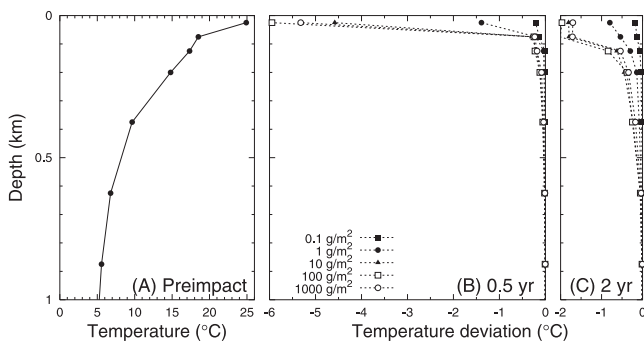 0
0.5
1
Depth (km)
(A) Preimpact
0 5 10 15 20 25
Temperature (°C)
0.1 g/m²
1 g/m²
10 g/m²
100 g/m²
1000 g/m²
(B) 0.5 yr
-6 -5 -4 -3 -2 -1 0
Temperature deviation (°C)
(C) 2 yr
-2 -1 0